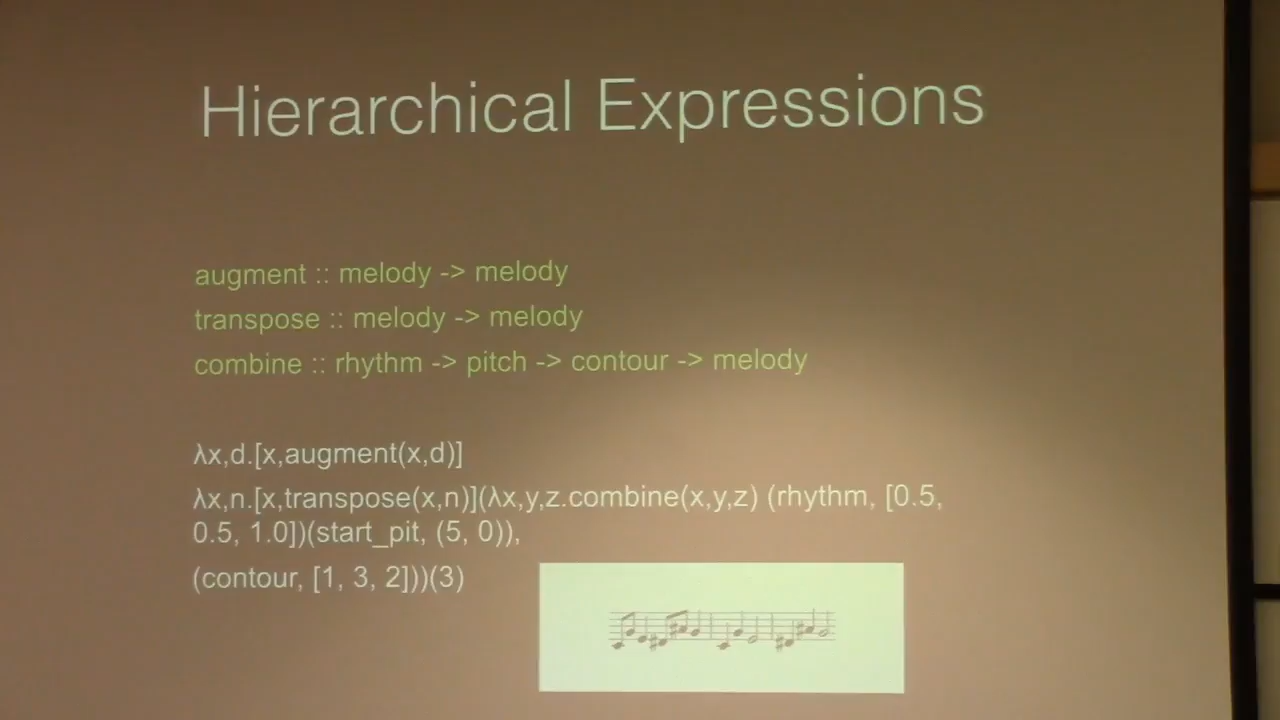 Hierarchical Expressions
augment :: melody -> melody
transpose :: melody -> melody
combine :: rhythm -> pitch -> contour -> melody
λx,d.[x,augment(x,d)]
λx,n.[x,transpose(x,n)](λx,y,z.combine(x,y,z) (rhythm, [0.5,
0.5, 1.0])(start_pit, (5, 0)),
(contour, [1, 3, 2]))(3)